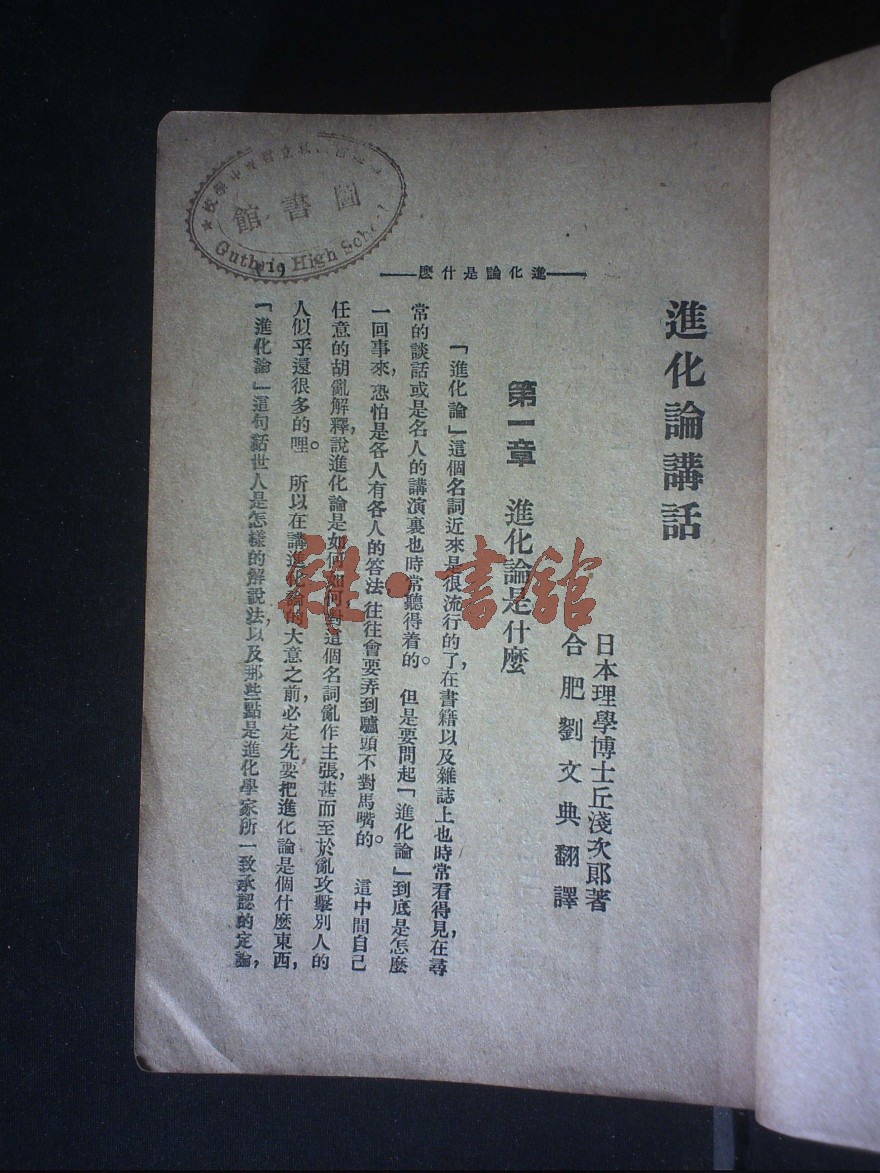 進化論講話
日本理學博士丘淺次郎著
合肥劉文典翻譯
第一章　進化論是什麼
「進化論」這個名詞近來是很流行的了，在書籍以及雜誌上也時常看得見，在尋
常的談話或是名人的講演裏也時常聽得着的。但是要問起「進化論」到底是怎麼
一回事來，恐怕是各人有各人的答法，往往會要弄到驢頭不對馬嘴的。這中間自己
任意的胡亂解釋，說進化論是如何如何，對這個名詞亂作主張，甚而至於亂攻擊別人的
人似乎還很多的哩。所以在講進化論的大意之前，必定先要把進化論是個什麼東西，
「進化論」這句話世人是怎樣的解說法，以及那些點是進化學家所一致承認的定論，
進化論是什麼
圖書館
High School
雜·書館